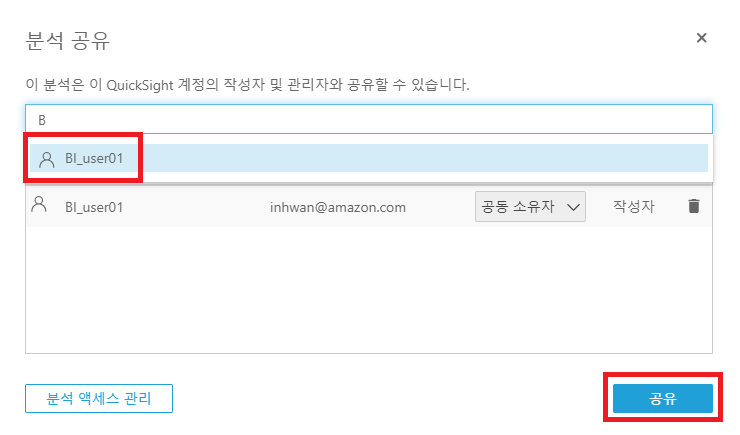 분석 공유
이 분석은 이 QuickSight 계정의 작성자 및 관리자와 공유할 수 있습니다.
B
BI_user01
BI_user01 inhwan@amazon.com 공동 소유자 작성자
분석 액세스 관리 공유